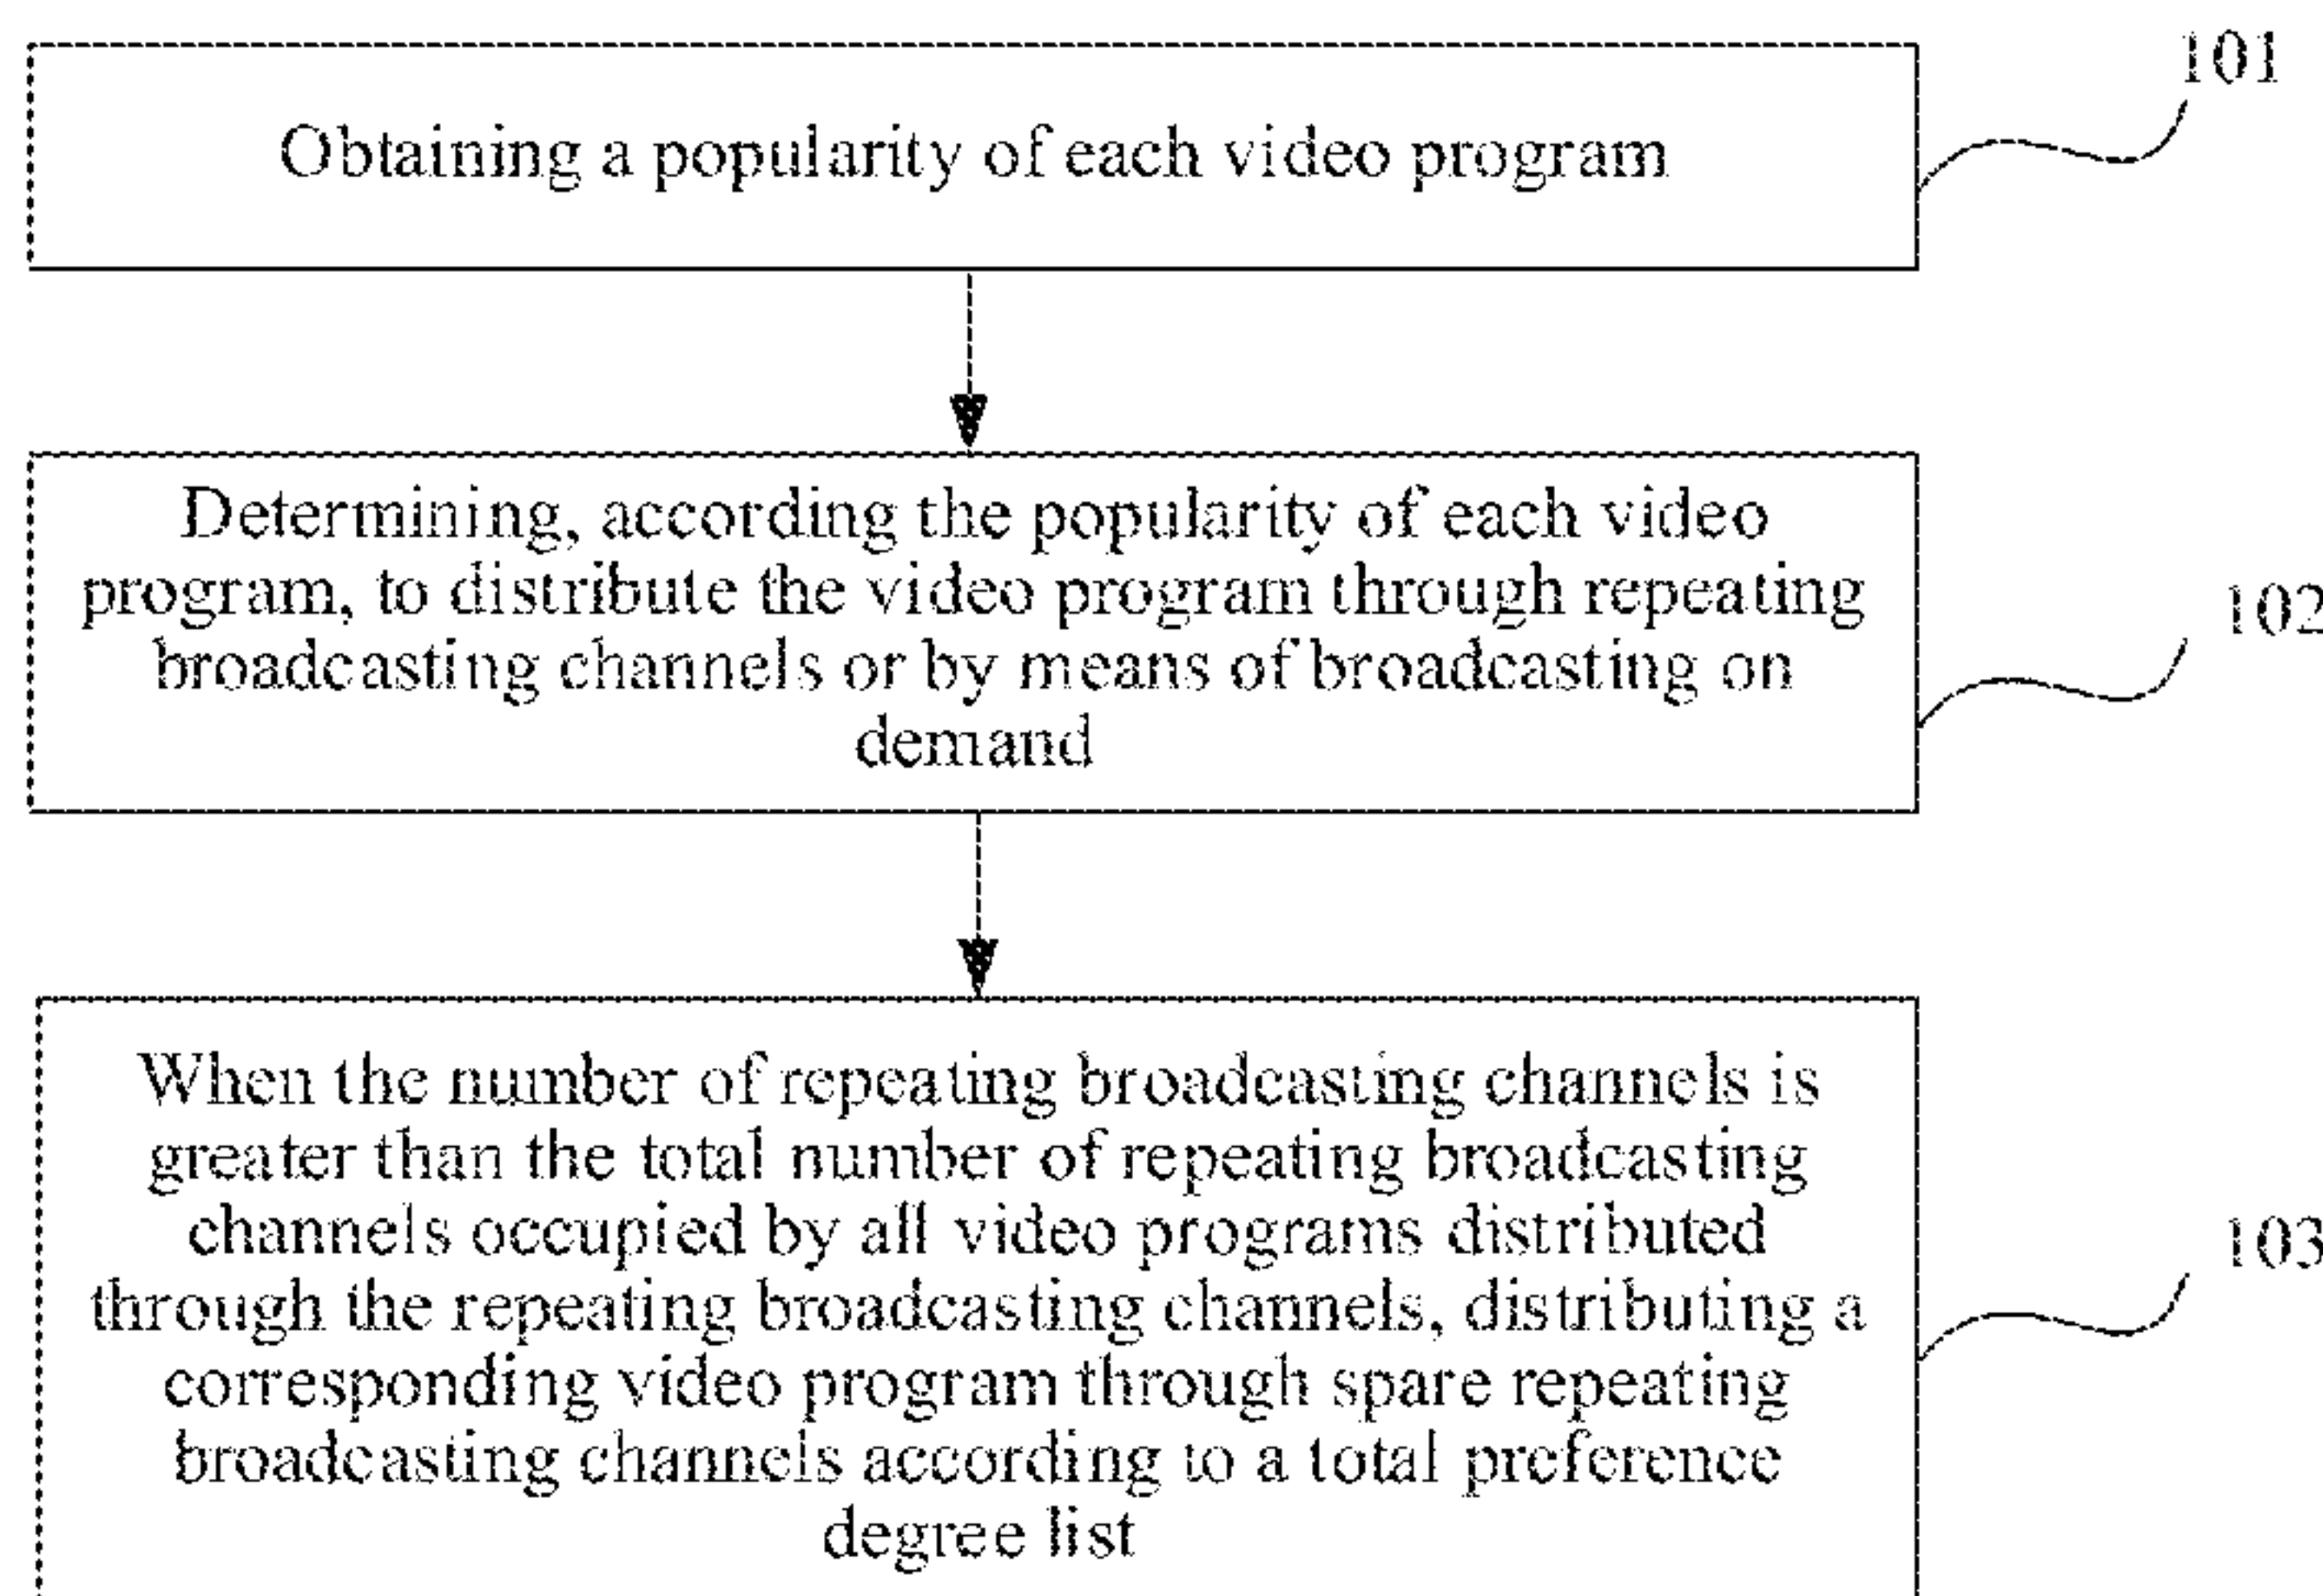 101
Obtaining a popularity of each video program
Determining, according the popularity of each video
program, to distribute the video program through repeating
broadcasting channels or by means of broadcasting on
demand
102
When the number of repeating broadcasting channels is
greater than the total number of repeating broadcasting
channels occupied by all video programs distributed
through the repeating broadcasting channels, distributing a
corresponding video program through spare repeating
broadcasting channels according to a total preference
degree list
103